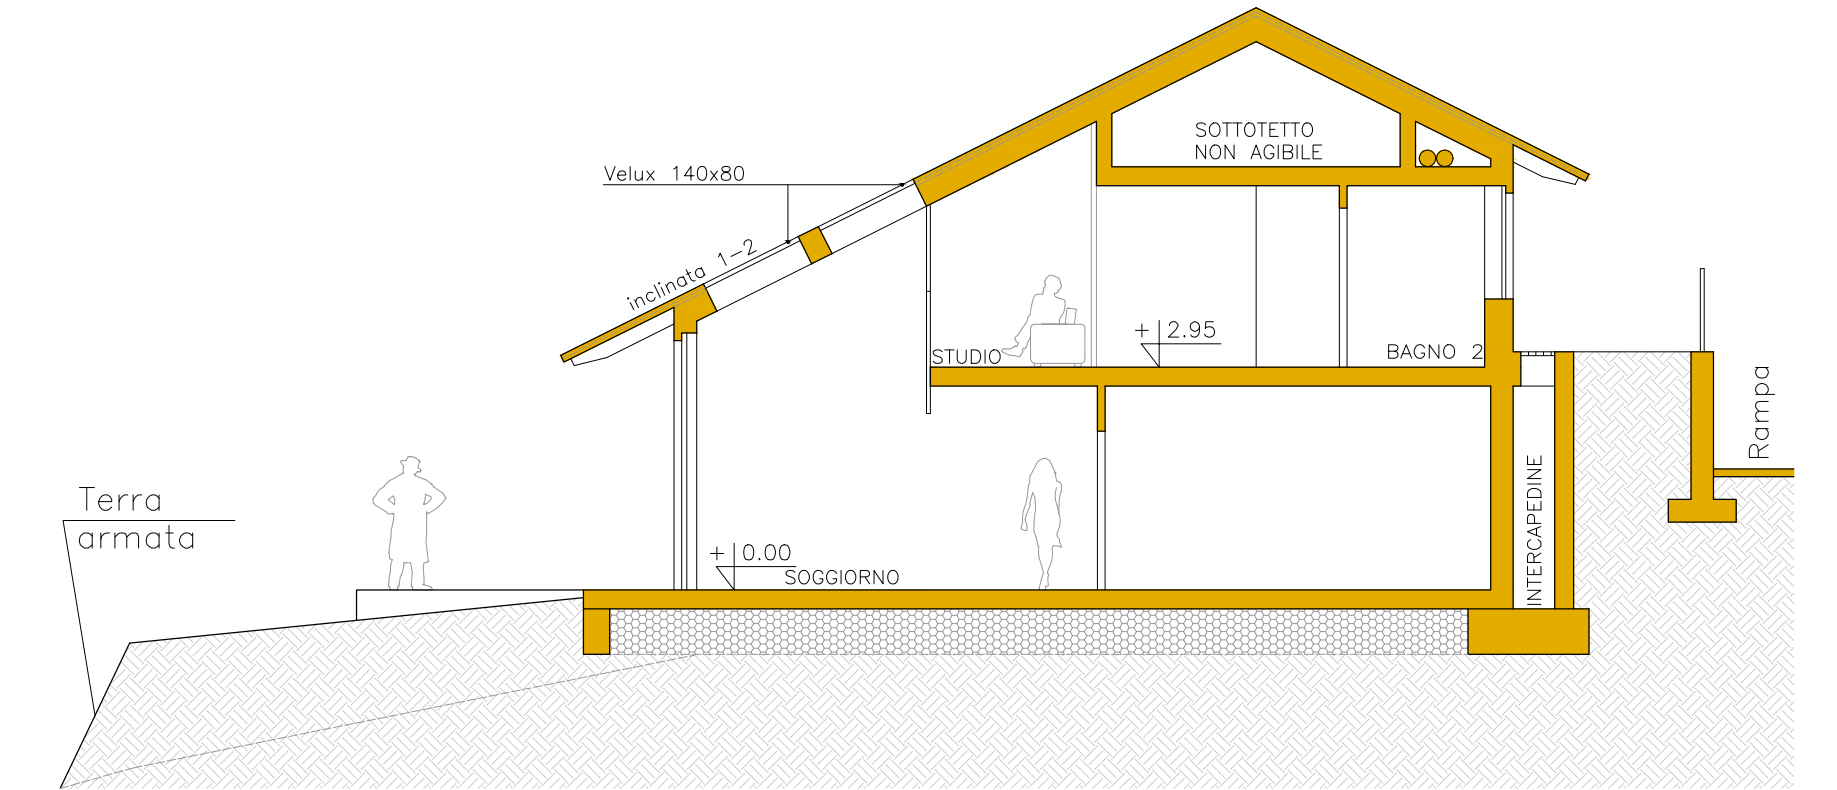 SOTTOTETTO
NON AGIBILE
Velux 140x80
inclinata 1-2
+ 2.95
STUDIO
BAGNO 2
Rampa
Terra
armata
INTERCAPEDINE
+ 0.00
SOGGIORNO